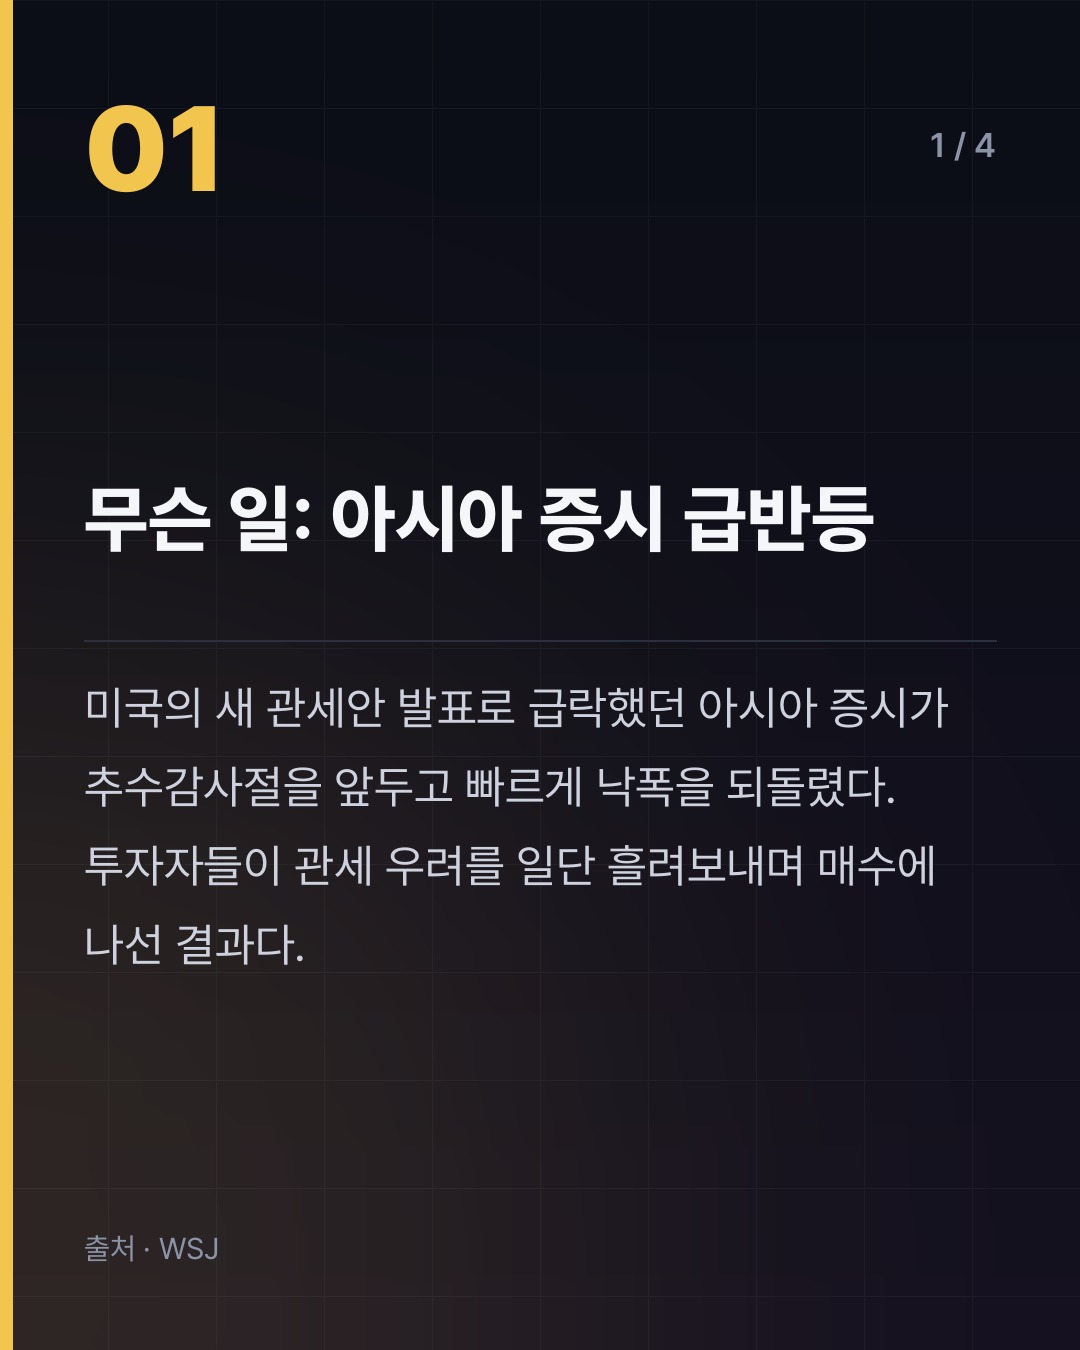 01
1 / 4
무슨 일: 아시아 증시 급반등
미국의 새 관세안 발표로 급락했던 아시아 증시가
추수감사절을 앞두고 빠르게 낙폭을 되돌렸다.
투자자들이 관세 우려를 일단 흘려보내며 매수에
나선 결과다.
출처 · WSJ